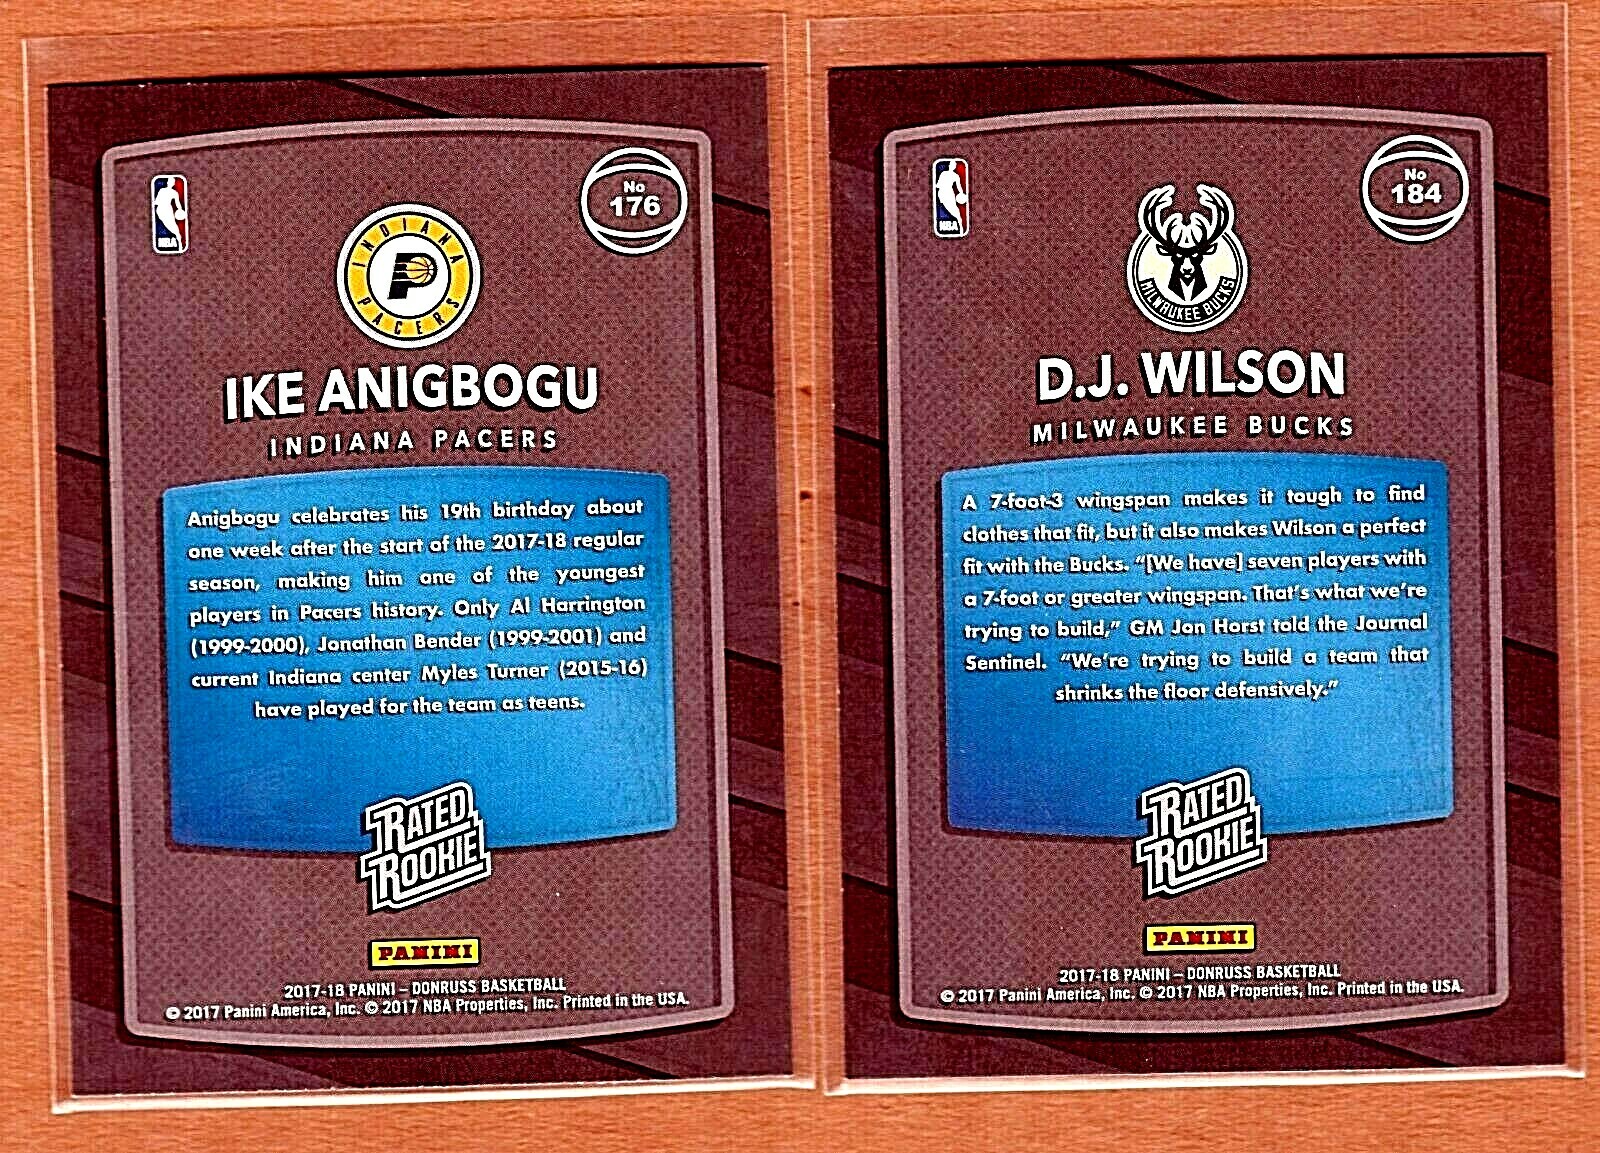 No
176
NBA
INDIANA
PACERS
IKE ANIGBOGU
INDIANA PACERS
Anigbogu celebrates his 19th birthday about
one week after the start of the 2017-18 regular
season, making him one of the youngest
players in Pacers history. Only Al Harrington
(1999-2000), Jonathan Bender (1999-2001) and
current Indiana center Myles Turner (2015-16)
have played for the team as teens.
RATED
ROOKIE
PANINI
2017-18 PANINI – DONRUSS BASKETBALL
© 2017 Panini America, Inc. © 2017 NBA Properties, Inc. Printed in the USA.
No
184
NBA
MILWAUKEE BUCKS
D.J. WILSON
MILWAUKEE BUCKS
A 7-foot-3 wingspan makes it tough to find
clothes that fit, but it also makes Wilson a perfect
fit with the Bucks. “[We have] seven players with
a 7-foot or greater wingspan. That’s what we’re
trying to build,” GM Jon Horst told the Journal
Sentinel. “We’re trying to build a team that
shrinks the floor defensively.”
RATED
ROOKIE
PANINI
2017-18 PANINI – DONRUSS BASKETBALL
© 2017 Panini America, Inc. © 2017 NBA Properties, Inc. Printed in the USA.